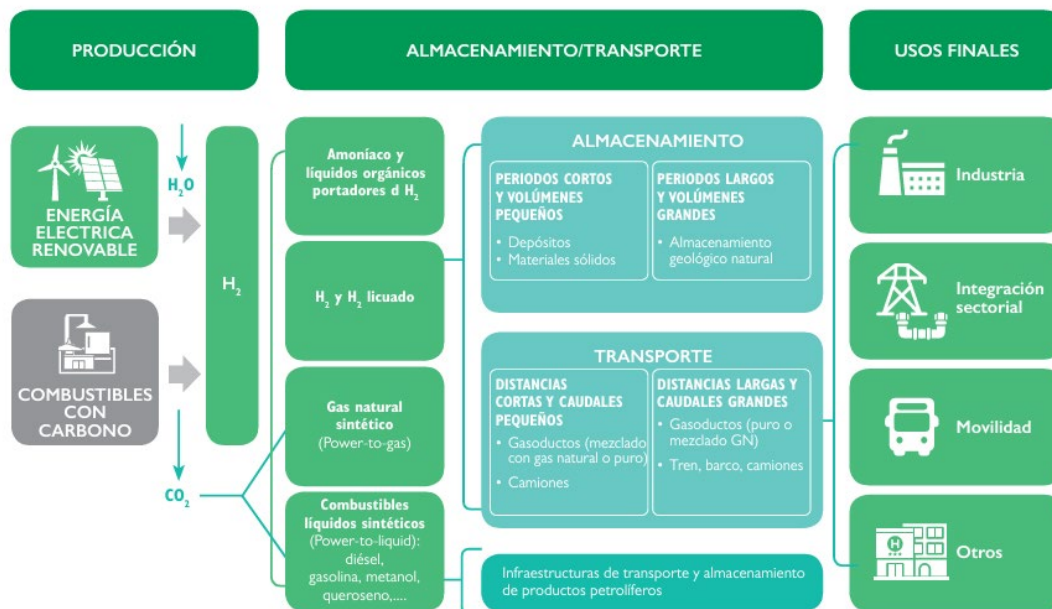 PRODUCCIÓN
ALMACENAMIENTO/TRANSPORTE
USOS FINALES
H₂O
ENERGÍA
ELECTRICA
RENOVABLE
COMBUSTIBLES
CON
CARBONO
CO₂
H₂
Amoníaco y
líquidos orgánicos
portadores d H₂
H₂ y H₂ licuado
Gas natural
sintético
(Power-to-gas)
Combustibles
líquidos sintéticos
(Power-to-liquid):
diésel,
gasolina, metanol,
queroseno,....
ALMACENAMIENTO
PERIODOS CORTOS
Y VOLÚMENES
PEQUEÑOS
• Depósitos
• Materiales sólidos
PERIODOS LARGOS
Y VOLÚMENES
GRANDES
• Almacenamiento
geológico natural
TRANSPORTE
DISTANCIAS
CORTAS Y CAUDALES
PEQUEÑOS
• Gasoductos (mezclado
con gas natural o puro)
• Camiones
DISTANCIAS LARGAS Y
CAUDALES GRANDES
• Gasoductos (puro o
mezclado GN)
• Tren, barco, camiones
Infraestructuras de transporte y almacenamiento
de productos petrolíferos
Industria
Integración
sectorial
Movilidad
H
Otros